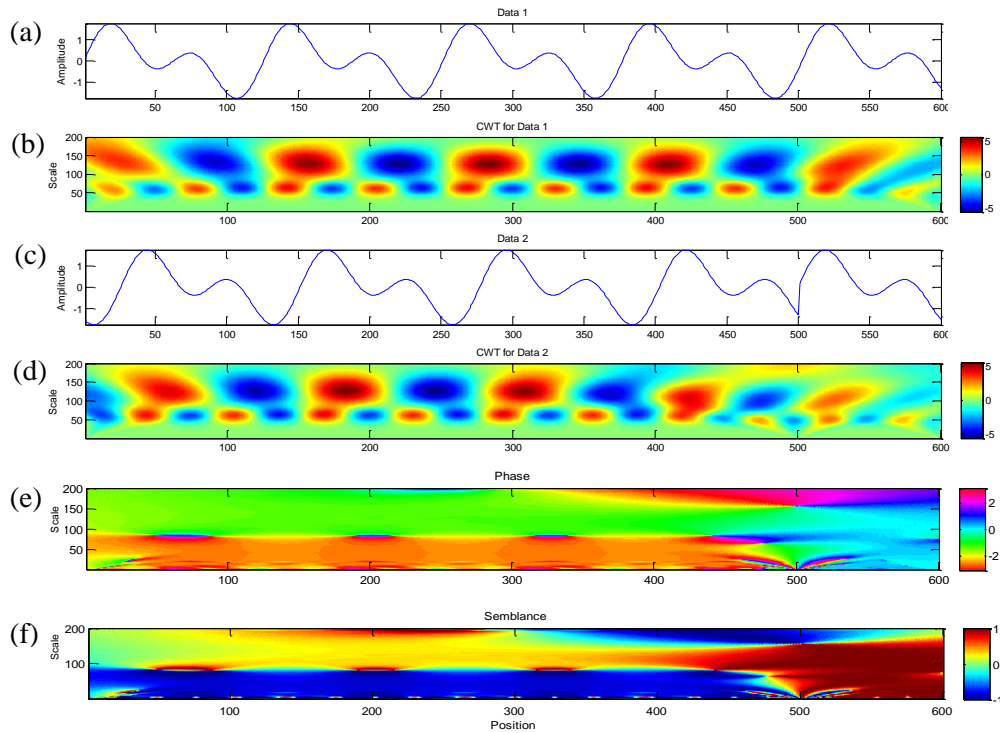 (a)
Data 1
Amplitude
1
0
-1
50 100 150 200 250 300 350 400 450 500 550 600
(b)
CWT for Data 1
Scale
200
150
100
50
100 200 300 400 500 600
5
0
-5
(c)
Data 2
Amplitude
1
0
-1
50 100 150 200 250 300 350 400 450 500 550 600
(d)
CWT for Data 2
Scale
200
150
100
50
100 200 300 400 500 600
5
0
-5
(e)
Phase
Scale
200
150
100
50
100 200 300 400 500 600
2
0
-2
(f)
Semblance
Scale
200
100
100 200 300 400 500 600
Position
1
0
-1